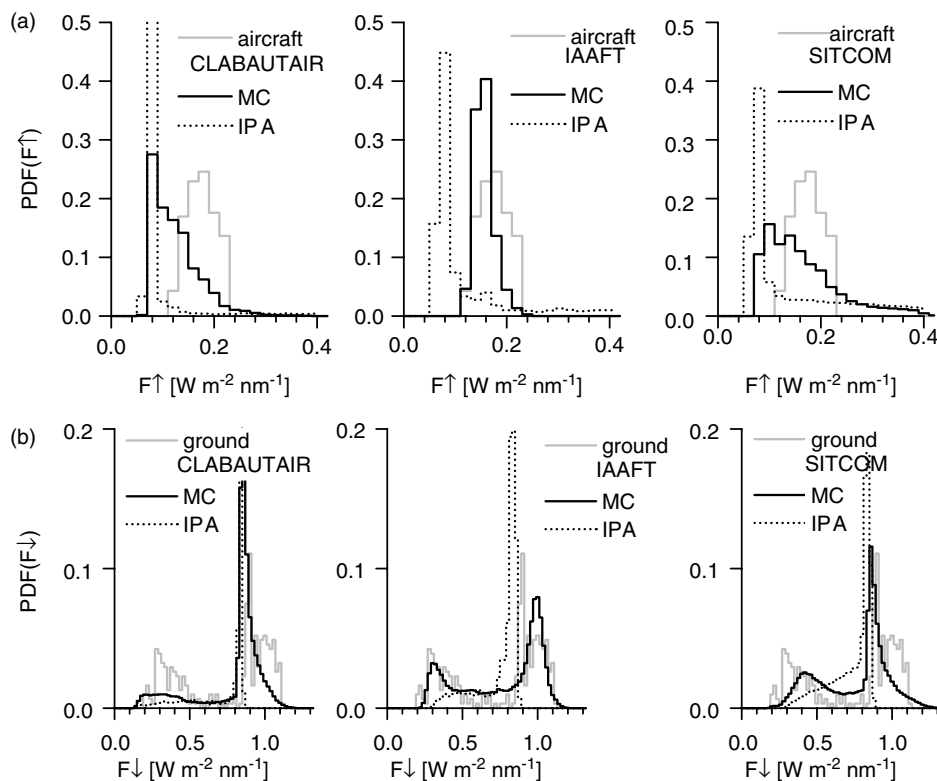 (a)
0.5
0.4
0.3
0.2
0.1
0.0
PDF(F↑)
aircraft
CLABAUTAIR
MC
IPA
0.0 0.2 0.4
F↑ [W m-2 nm-1]
0.5
0.4
0.3
0.2
0.1
0.0
aircraft
IAAFT
MC
IPA
0.0 0.2 0.4
F↑ [W m-2 nm-1]
0.5
0.4
0.3
0.2
0.1
0.0
aircraft
SITCOM
MC
IPA
0.0 0.2 0.4
F↑ [W m-2 nm-1]
(b)
0.2
0.1
0.0
PDF(F↓)
ground
CLABAUTAIR
MC
IPA
0.0 0.5 1.0
F↓ [W m-2 nm-1]
0.2
0.1
0.0
ground
IAAFT
MC
IPA
0.0 0.5 1.0
F↓ [W m-2 nm-1]
0.2
0.1
0.0
ground
SITCOM
MC
IPA
0.0 0.5 1.0
F↓ [W m-2 nm-1]